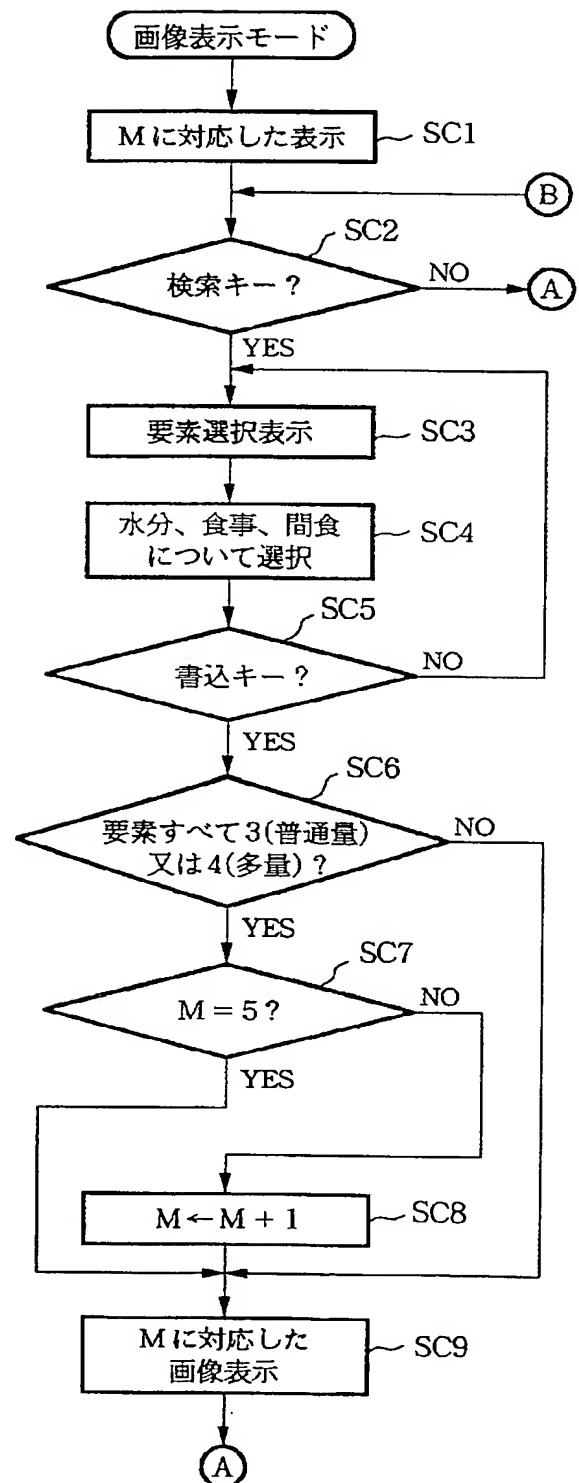 画像表示モード
Mに対応した表示
SC1
B
SC2
検索キー?
NO
A
YES
要素選択表示
SC3
水分、食事、間食
について選択
SC4
SC5
書込キー?
NO
YES
SC6
要素すべて3(普通量)
又は4(多量)?
NO
YES
SC7
M=5?
NO
YES
M←M+1
SC8
Mに対応した
画像表示
SC9
A